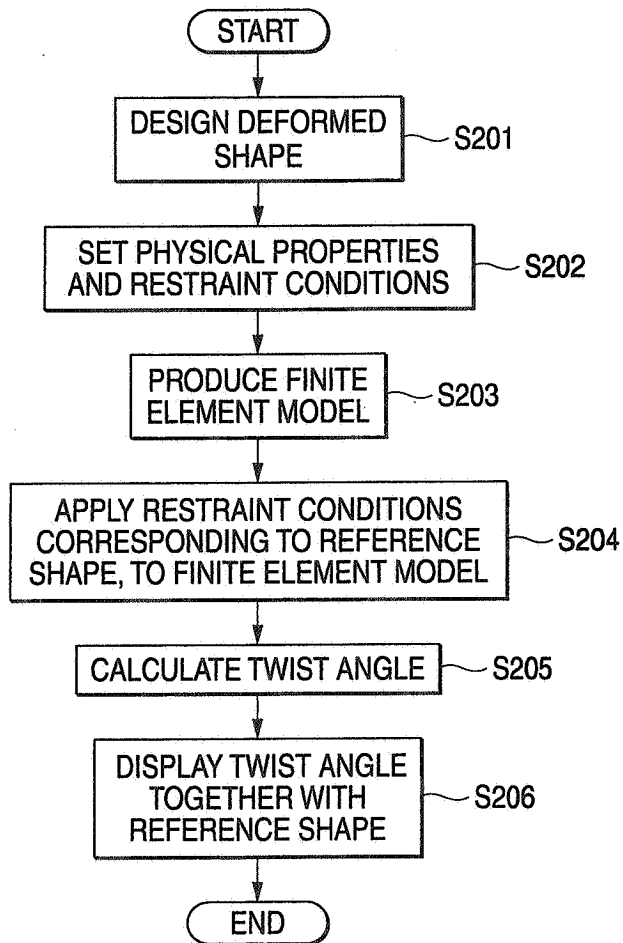 START
DESIGN DEFORMED
SHAPE
S201
SET PHYSICAL PROPERTIES
AND RESTRAINT CONDITIONS
S202
PRODUCE FINITE
ELEMENT MODEL
S203
APPLY RESTRAINT CONDITIONS
CORRESPONDING TO REFERENCE
SHAPE, TO FINITE ELEMENT MODEL
S204
CALCULATE TWIST ANGLE
S205
DISPLAY TWIST ANGLE
TOGETHER WITH
REFERENCE SHAPE
S206
END